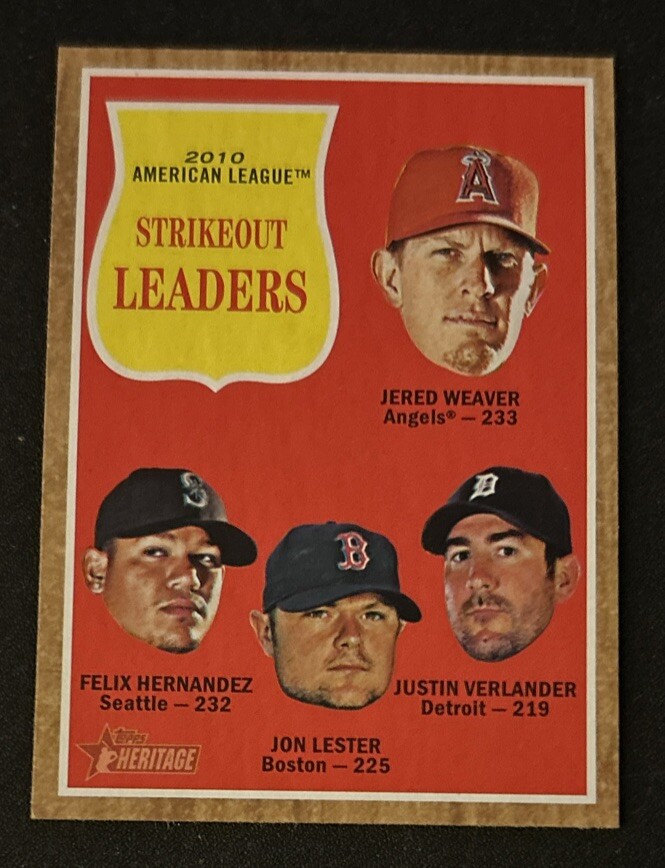 2010
AMERICAN LEAGUE™
STRIKEOUT
LEADERS
A
JERED WEAVER
Angels® — 233
S
B
D
FELIX HERNANDEZ
Seattle — 232
JON LESTER
Boston — 225
JUSTIN VERLANDER
Detroit — 219
TOPPS
HERITAGE